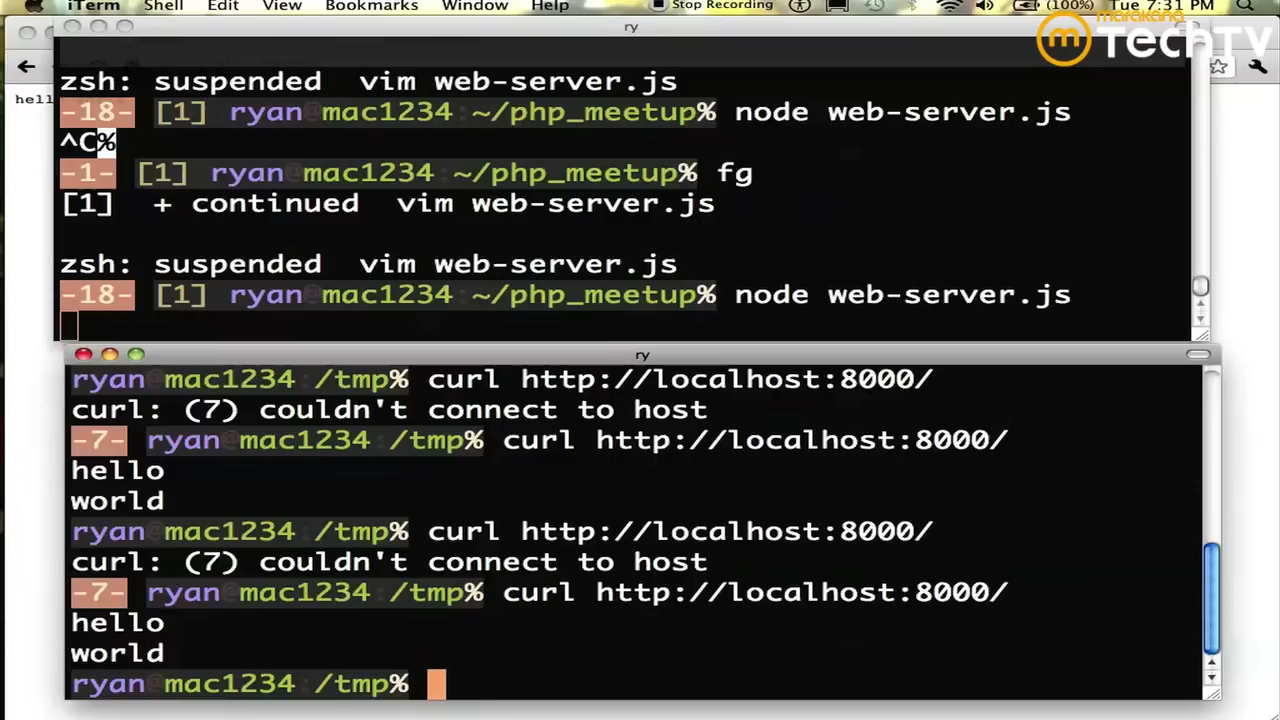 iTerm Shell Edit View Bookmarks Window Help Stop Recording (100%) Tue 7:31 PM
marakana
TechTV
ry
hell
zsh: suspended  vim web-server.js
-18- [1] ryan@mac1234:~/php_meetup% node web-server.js
^C%
-1- [1] ryan@mac1234:~/php_meetup% fg
[1]  + continued  vim web-server.js
zsh: suspended  vim web-server.js
-18- [1] ryan@mac1234:~/php_meetup% node web-server.js
ry
ryan@mac1234:/tmp% curl http://localhost:8000/
curl: (7) couldn't connect to host
-7- ryan@mac1234:/tmp% curl http://localhost:8000/
hello
world
ryan@mac1234:/tmp% curl http://localhost:8000/
curl: (7) couldn't connect to host
-7- ryan@mac1234:/tmp% curl http://localhost:8000/
hello
world
ryan@mac1234:/tmp%